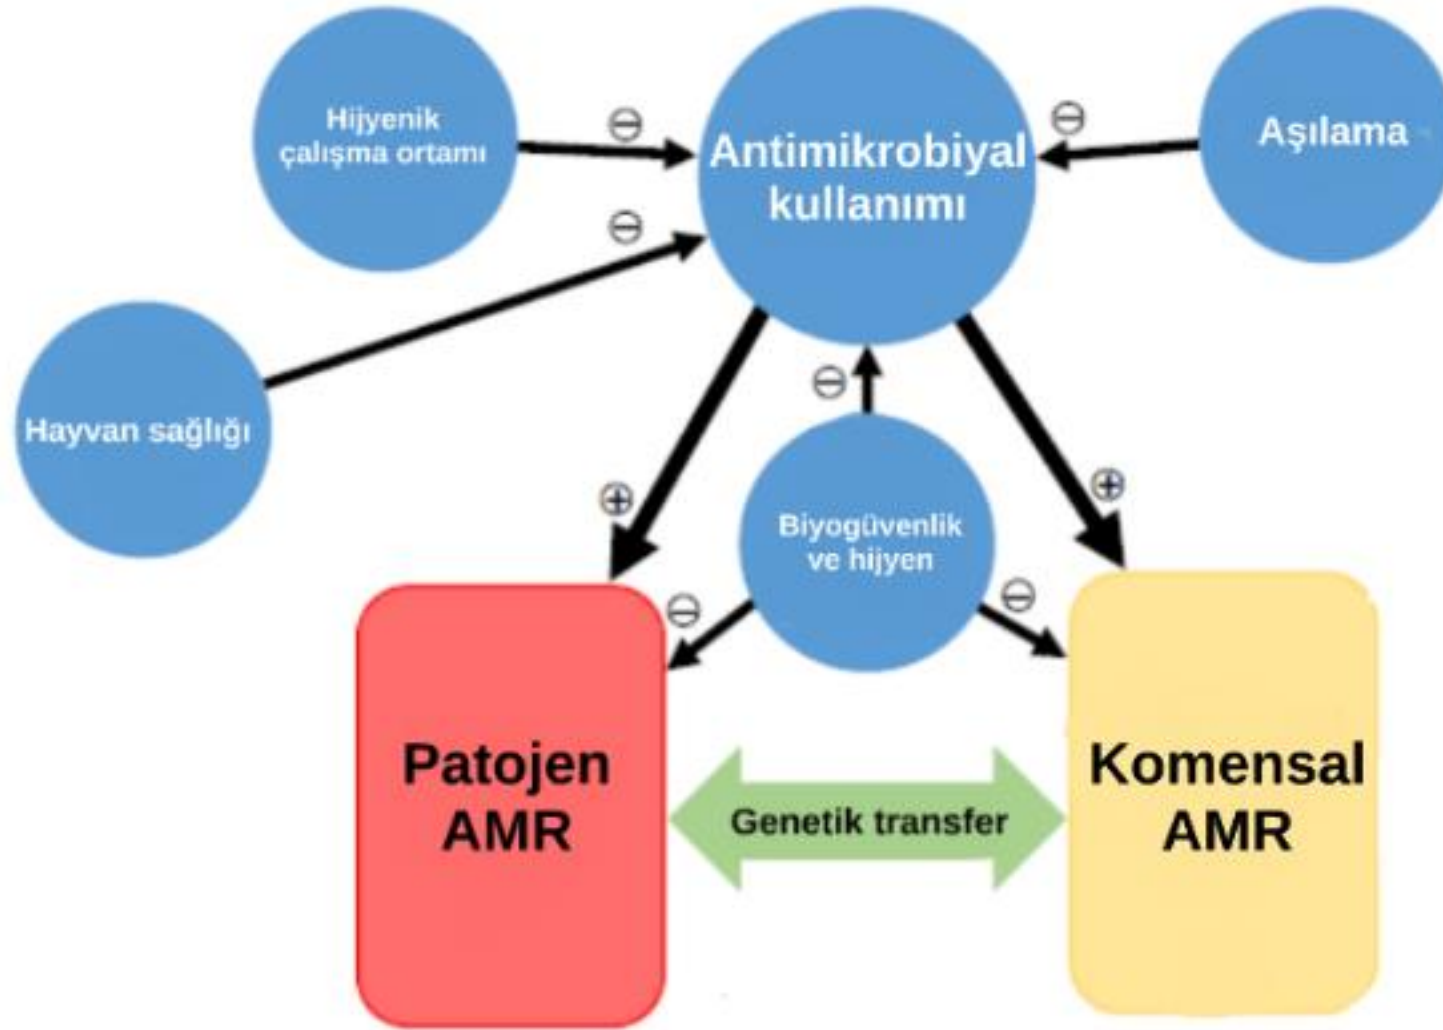 Hijyenik
çalışma ortamı
⊖
Antimikrobiyal
kullanımı
⊖
Aşılama
⊖
Hayvan sağlığı
⊖
⊕
⊕
Biyogüvenlik
ve hijyen
⊖
⊖
Patojen
AMR
Genetik transfer
Komensal
AMR